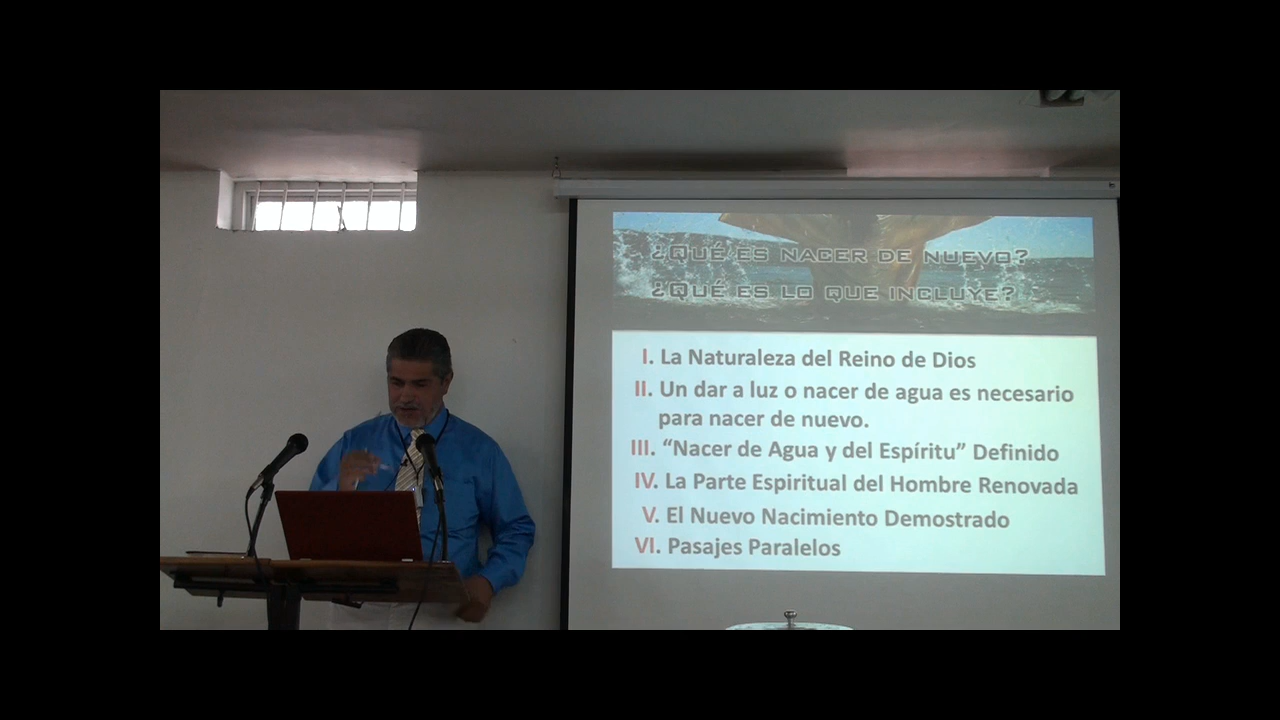 ¿Qué es nacer de nuevo?
¿Qué es lo que incluye?
I. La Naturaleza del Reino de Dios
II. Un dar a luz o nacer de agua es necesario
para nacer de nuevo.
III. “Nacer de Agua y del Espíritu” Definido
IV. La Parte Espiritual del Hombre Renovada
V. El Nuevo Nacimiento Demostrado
VI. Pasajes Paralelos